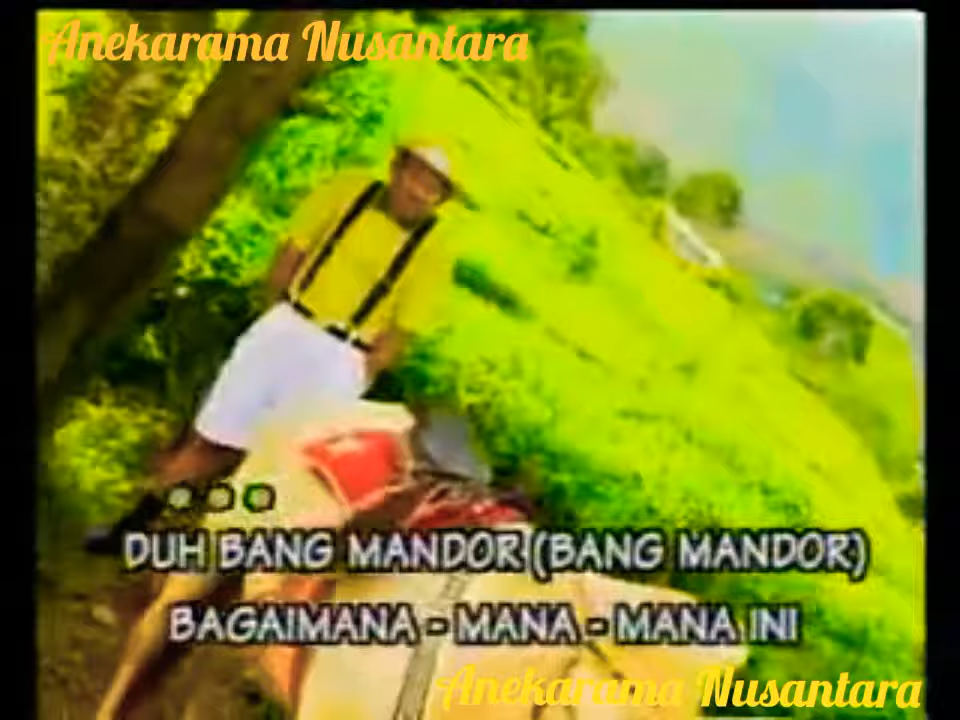 Anekarama Nusantara
DUH BANG MANDOR (BANG MANDOR)
BAGAIMANA - MANA - MANA INI
Anekarama Nusantara